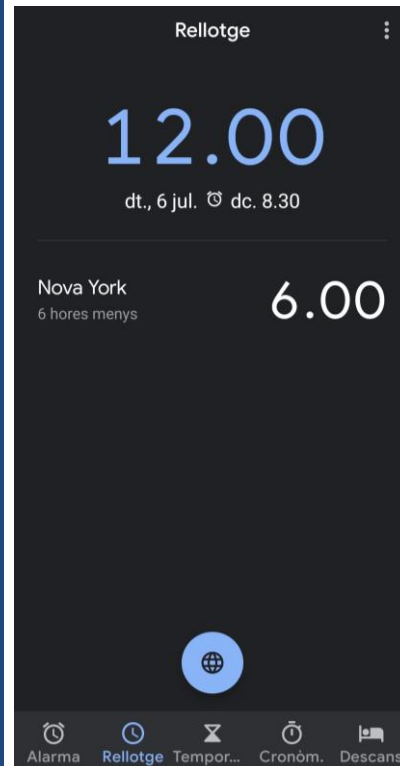 Rellotge
12.00
dt., 6 jul. dc. 8.30
Nova York
6.00
6 hores menys
Alarma Rellotge Tempor... Cronòm. Descans